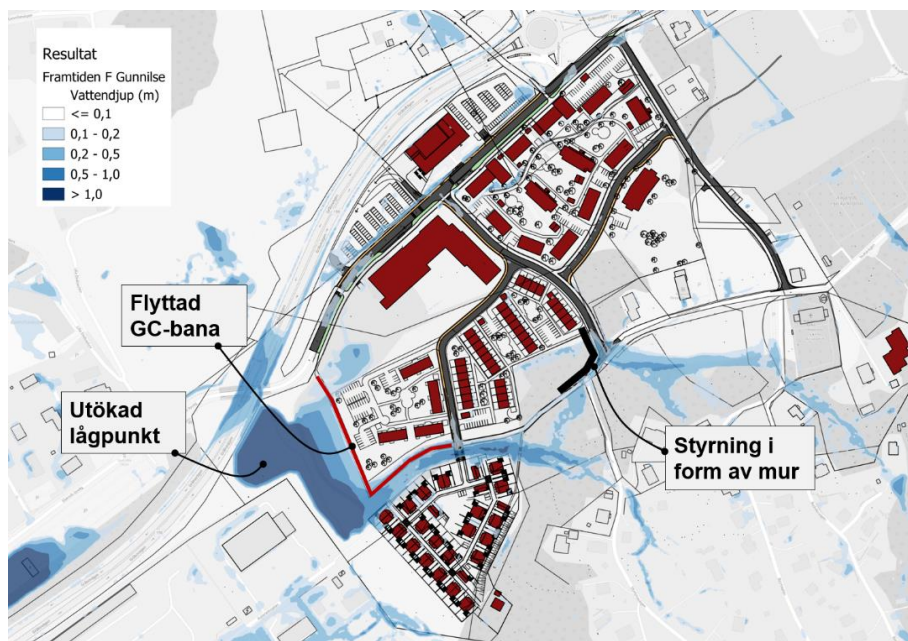 Resultat
Framtiden F Gunnilse
Vattendjup (m)
<= 0,1
0,1 - 0,2
0,2 - 0,5
0,5 - 1,0
> 1,0
Flyttad
GC-bana
Utökad
lågpunkt
Styrning i
form av mur